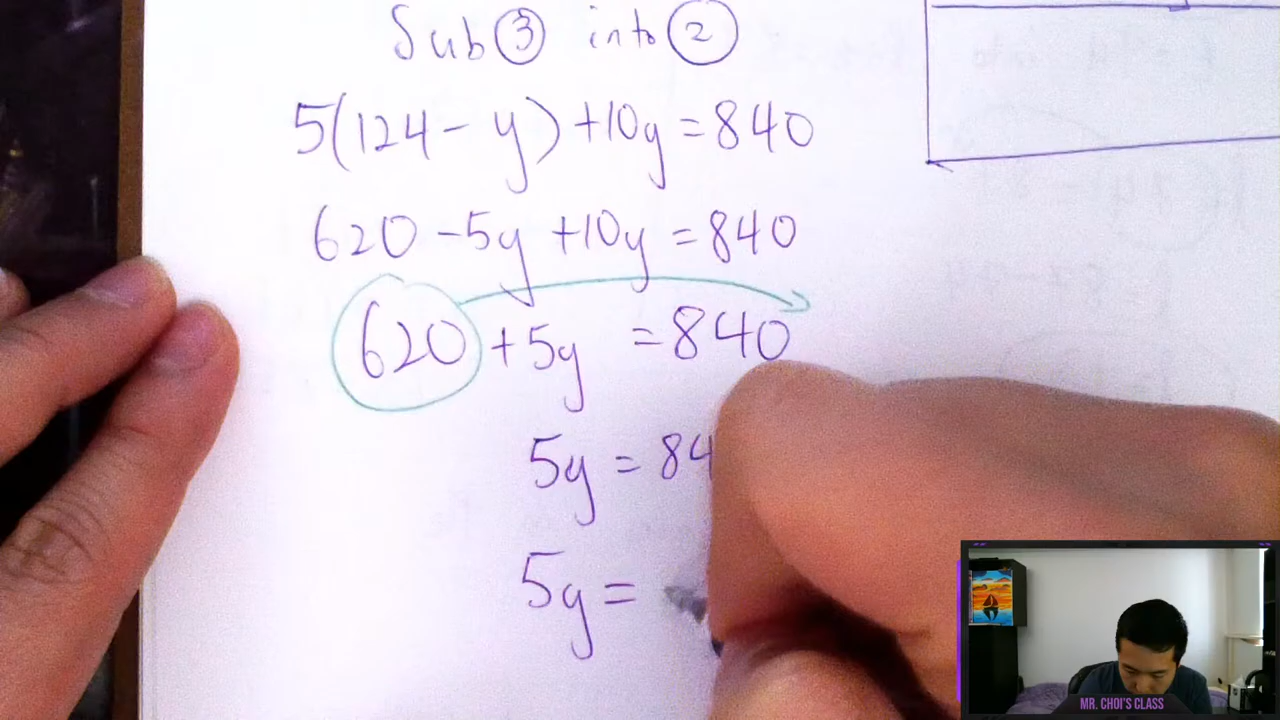 Sub ③ into ②
5(124 - y) +10y = 840
620 -5y +10y = 840
620 +5y = 840
5y = 84
5y =
MR. CHOI'S CLASS